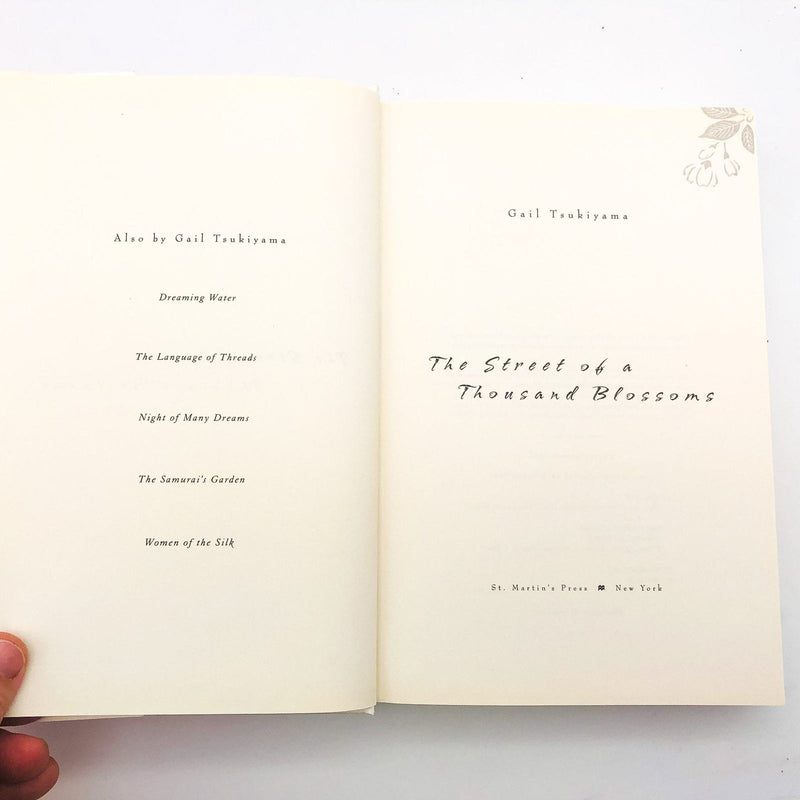 Also by Gail Tsukiyama
Dreaming Water
The Language of Threads
Night of Many Dreams
The Samurai's Garden
Women of the Silk
Gail Tsukiyama
The Street of a
Thousand Blossoms
St. Martin's Press New York